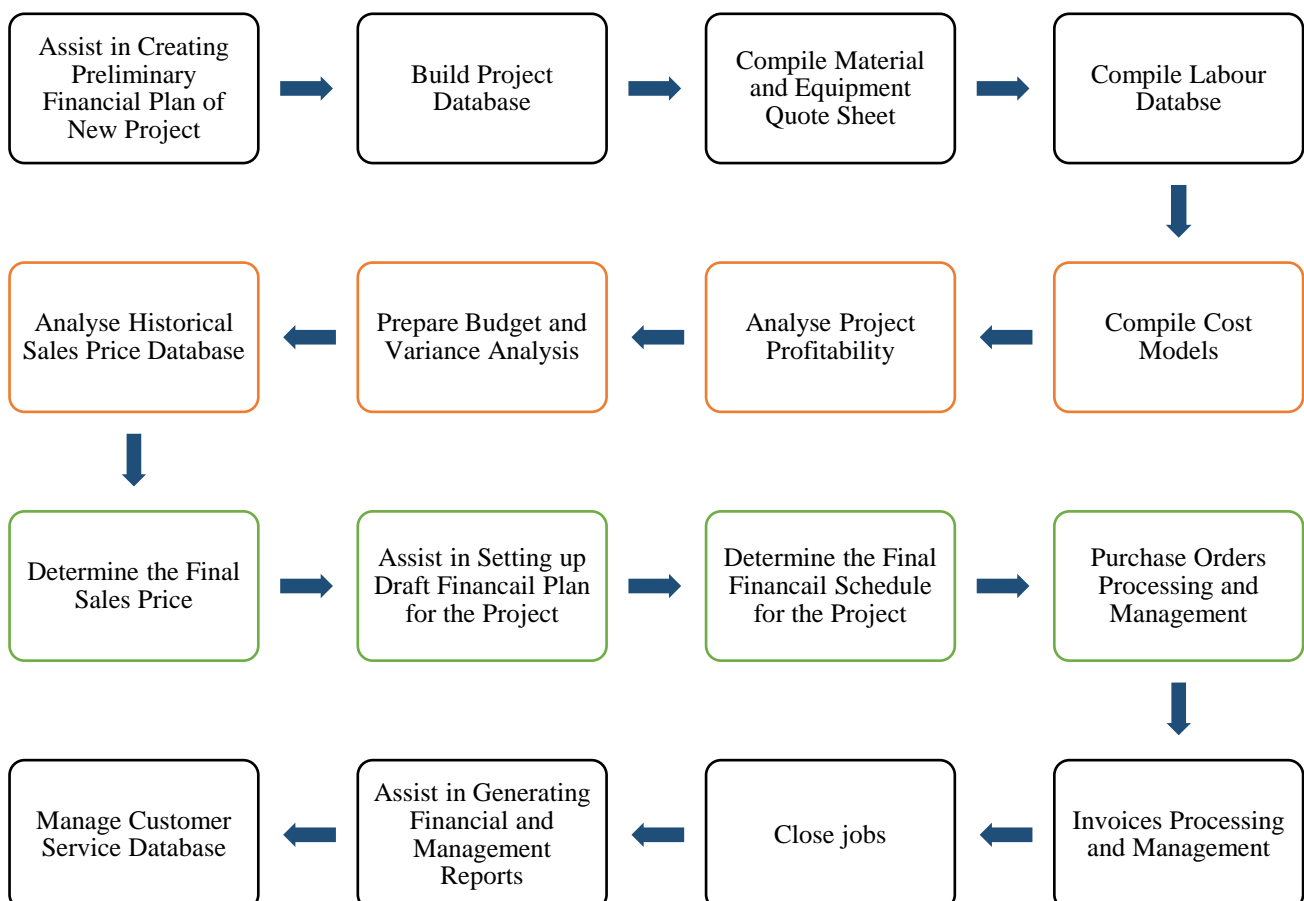 Assist in Creating
Preliminary
Financial Plan of
New Project
Build Project
Database
Compile Material
and Equipment
Quote Sheet
Compile Labour
Databse
Analyse Historical
Sales Price Database
Prepare Budget and
Variance Analysis
Analyse Project
Profitability
Compile Cost
Models
Determine the Final
Sales Price
Assist in Setting up
Draft Financail Plan
for the Project
Determine the Final
Financail Schedule
for the Project
Purchase Orders
Processing and
Management
Manage Customer
Service Database
Assist in Generating
Financial and
Management
Reports
Close jobs
Invoices Processing
and Management